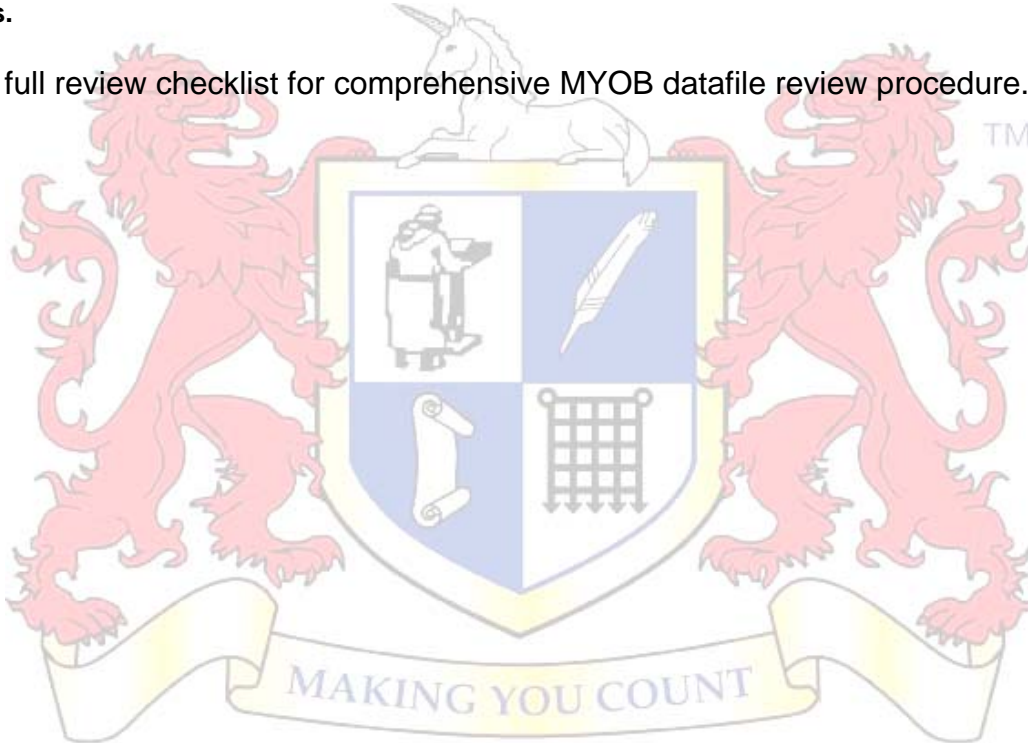 s.
full review checklist for comprehensive MYOB datafile review procedure.
TM
MAKING YOU COUNT